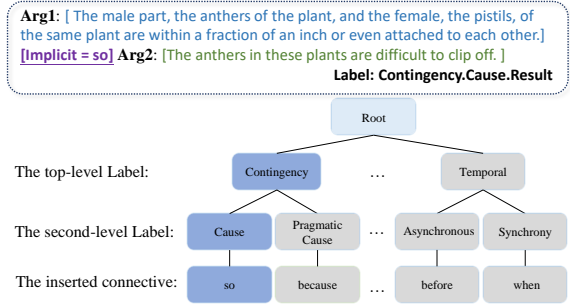 Arg1: [ The male part, the anthers of the plant, and the female, the pistils, of
the same plant are within a fraction of an inch or even attached to each other.]
[Implicit = so] Arg2: [The anthers in these plants are difficult to clip off. ]
Label: Contingency.Cause.Result
Root
The top-level Label: Contingency ... Temporal
The second-level Label: Cause Pragmatic Cause ... Asynchronous Synchrony
The inserted connective: so because ... before when